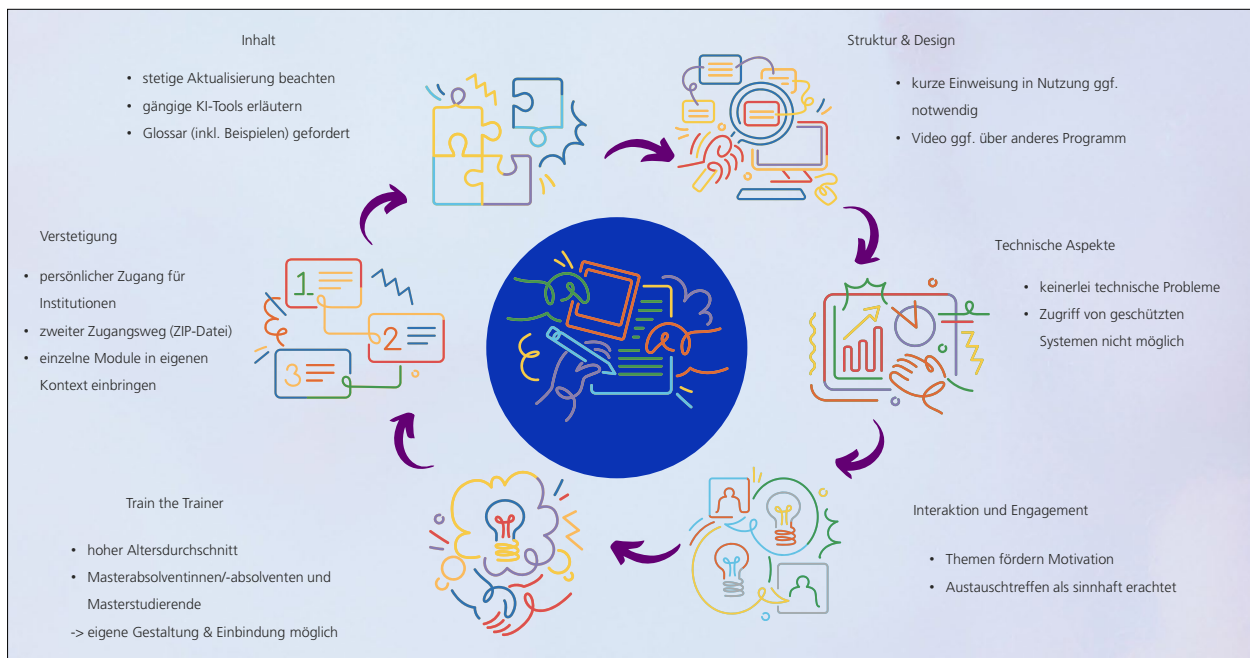 Inhalt
• stetige Aktualisierung beachten
• gängige KI-Tools erläutern
• Glossar (inkl. Beispielen) gefordert
Struktur & Design
• kurze Einweisung in Nutzung ggf.
notwendig
• Video ggf. über anderes Programm
Technische Aspekte
• keinerlei technische Probleme
• Zugriff von geschützten
Systemen nicht möglich
Interaktion und Engagement
• Themen fördern Motivation
• Austauschtreffen als sinnhaft erachtet
Train the Trainer
• hoher Altersdurchschnitt
• Masterabsolventinnen/-absolventen und
Masterstudierende
-> eigene Gestaltung & Einbindung möglich
Verstetigung
• persönlicher Zugang für
Institutionen
• zweiter Zugangsweg (ZIP-Datei)
• einzelne Module in eigenen
Kontext einbringen
1
2
3